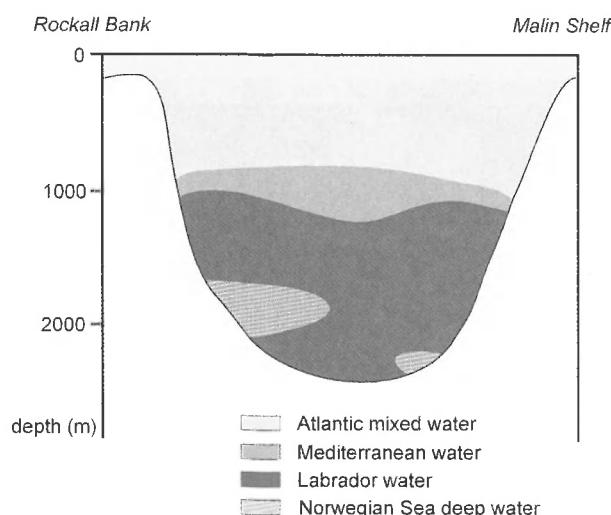 Rockall Bank
Malin Shelf
0
1000
2000
depth (m)
Atlantic mixed water
Mediterranean water
Labrador water
Norwegian Sea deep water